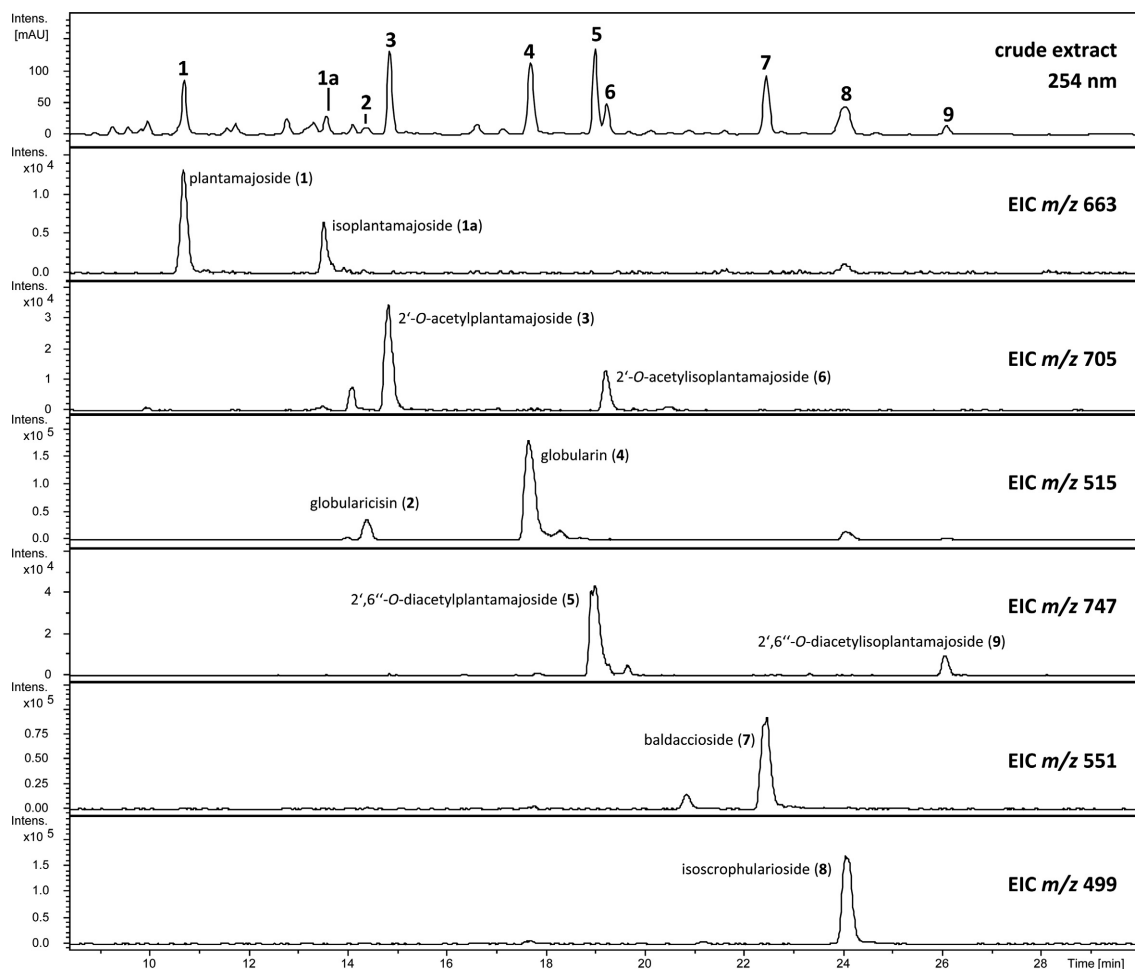 Intens.
[mAU]
100
50
0
1
1a
2
3
4
5
6
7
8
9
crude extract
254 nm
Intens.
x10 4
1.0
0.5
0.0
plantamajoside (1)
isoplantamajoside (1a)
EIC m/z 663
Intens.
x10 4
3
2
1
0
2‘-O-acetylplantamajoside (3)
2‘-O-acetylisoplantamajoside (6)
EIC m/z 705
Intens.
x10 5
1.5
1.0
0.5
0.0
globularicisin (2)
globularin (4)
EIC m/z 515
Intens.
x10 4
4
2
0
2‘,6‘‘-O-diacetylplantamajoside (5)
2‘,6‘‘-O-diacetylisoplantamajoside (9)
EIC m/z 747
Intens.
x10 5
0.75
0.50
0.25
0.00
baldaccioside (7)
EIC m/z 551
Intens.
x10 5
1.5
1.0
0.5
0.0
isoscrophularioside (8)
EIC m/z 499
10 12 14 16 18 20 22 24 26 28 Time [min]